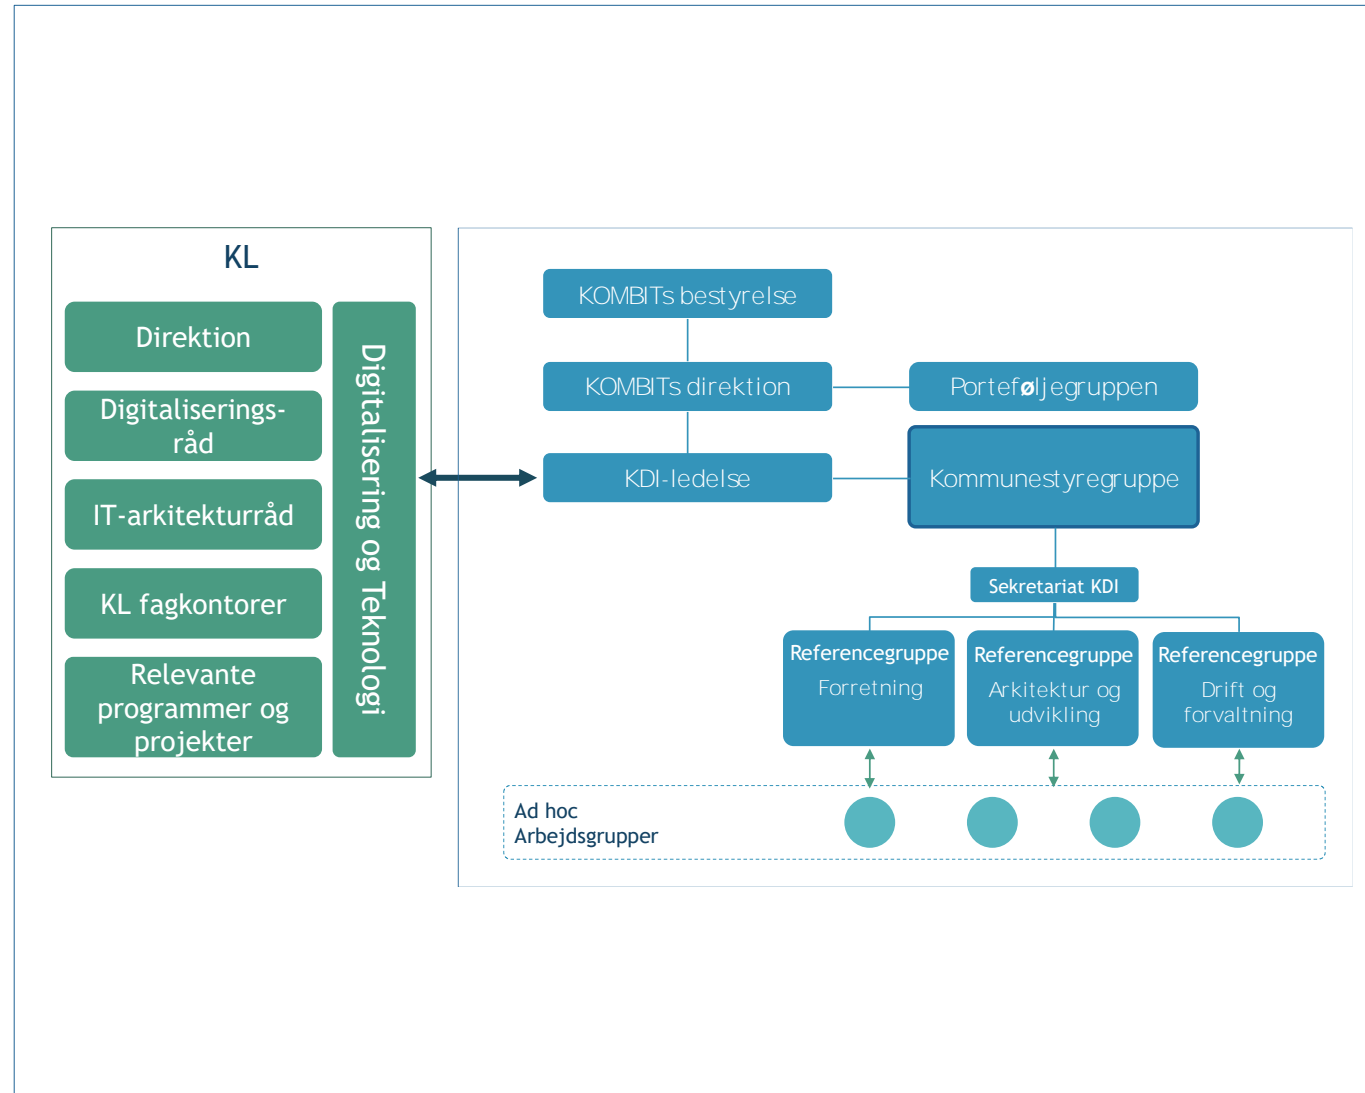 KL
Direktion
Digitaliserings-
råd
IT-arkitekturråd
KL fagkontorer
Relevante
programmer og
projekter
Digitalisering og Teknologi
KOMBITs bestyrelse
KOMBITs direktion
Porteføljegruppen
KDI-ledelse
Kommunestyregruppe
Sekretariat KDI
Referencegruppe
Forretning
Referencegruppe
Arkitektur og
udvikling
Referencegruppe
Drift og
forvaltning
Ad hoc
Arbejdsgrupper